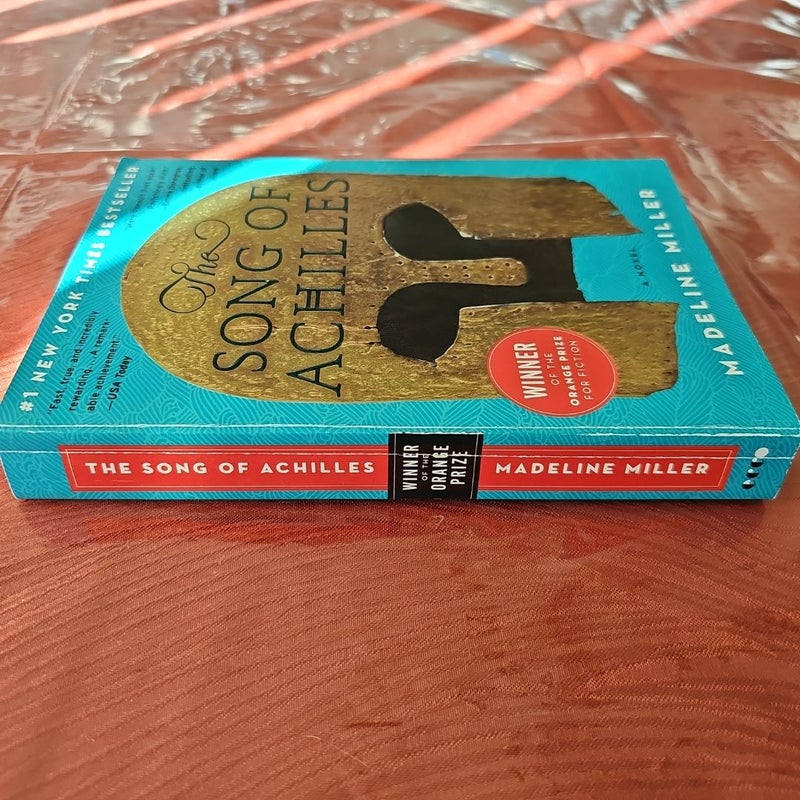 #1 NEW YORK TIMES BESTSELLER
"Fast, true and incredibly
rewarding. . . . A remark-
able achievement."
—USA Today
The
SONG OF
ACHILLES
WINNER
OF THE
ORANGE PRIZE
FOR FICTION
A NOVEL
MADELINE MILLER
THE SONG OF ACHILLES
WINNER
OF THE
ORANGE
PRIZE
MADELINE MILLER